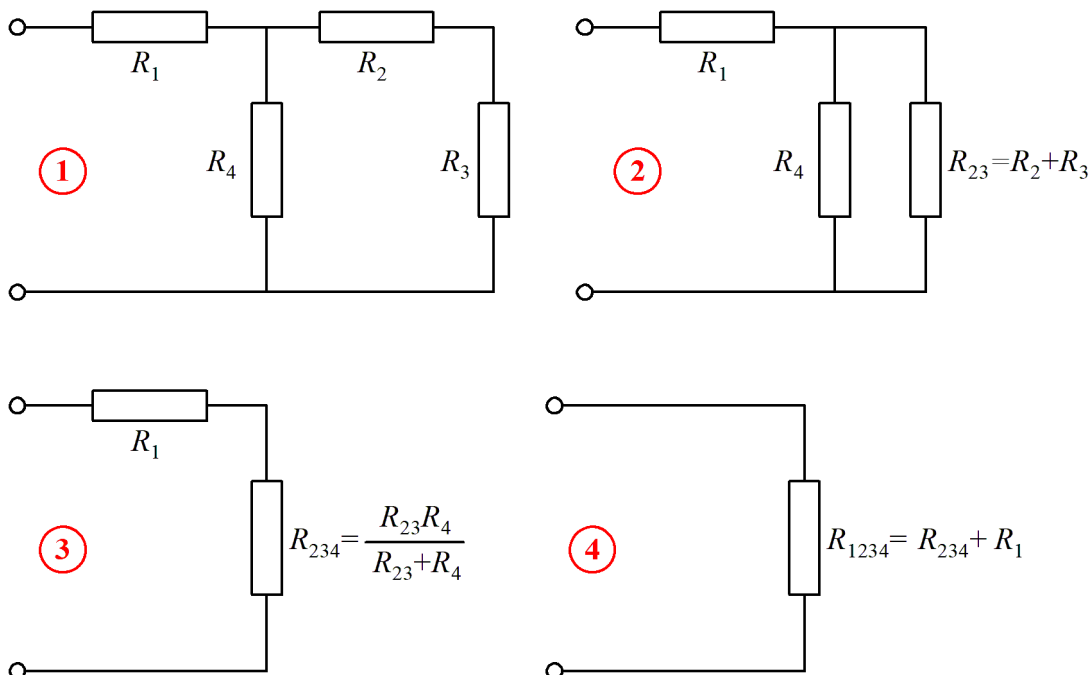 R₁
R₂
R₄
R₃
1
R₁
R₄
R₂₃=R₂+R₃
2
R₁
R₂₃₄= R₂₃R₄
R₂₃+R₄
3
R₁₂₃₄= R₂₃₄+ R₁
4